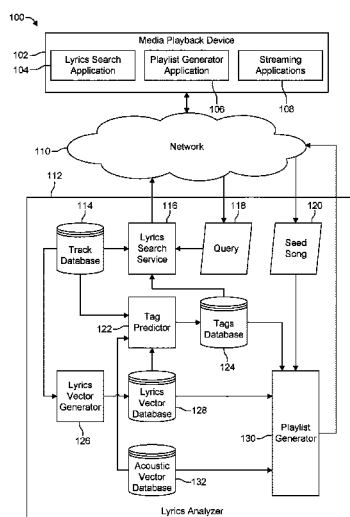 100
Media Playback Device
102
104
Lyrics Search
Application
Playlist Generator
Application
Streaming
Applications
106
108
110
Network
112
114
116
118
120
Track
Database
Lyrics
Search
Service
Query
Seed
Song
122
Tag
Predictor
Tags
Database
124
Lyrics
Vector
Generator
126
Lyrics
Vector
Database
128
130
Playlist
Generator
Acoustic
Vector
Database
132
Lyrics Analyzer